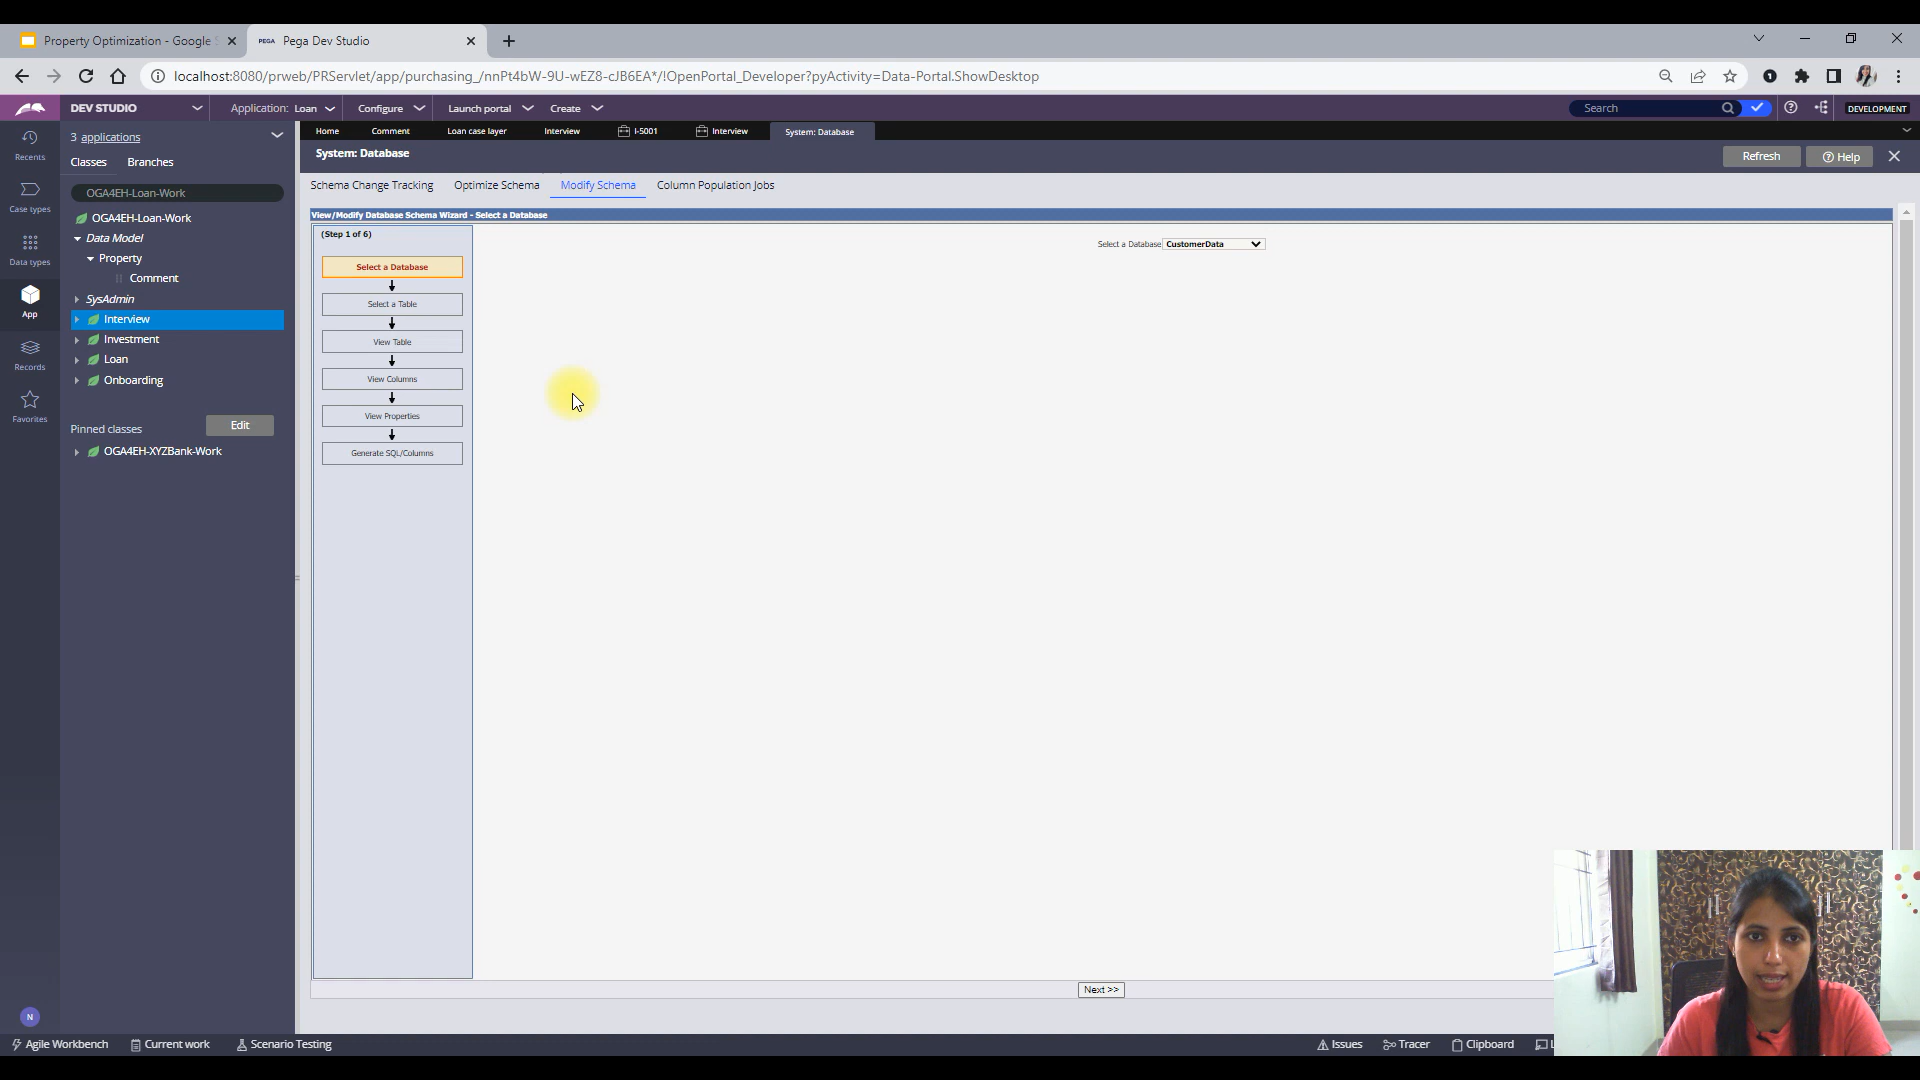 Property Optimization - Google S
PEGA Pega Dev Studio
localhost:8080/prweb/PRServlet/app/purchasing_/nnPt4bW-9U-wEZ8-cJB6EA*/!OpenPortal_Developer?pyActivity=Data-Portal.ShowDesktop
DEV STUDIO
Application: Loan
Configure
Launch portal
Create
Search
DEVELOPMENT
Recents
Case types
Data types
App
Records
Favorites
N
3 applications
Classes Branches
OGA4EH-Loan-Work
OGA4EH-Loan-Work
Data Model
Property
Comment
SysAdmin
Interview
Investment
Loan
Onboarding
Pinned classes
Edit
OGA4EH-XYZBank-Work
Home Comment Loan case layer Interview I-5001 Interview System: Database
System: Database
Refresh
Help
Schema Change Tracking Optimize Schema Modify Schema Column Population Jobs
View/Modify Database Schema Wizard - Select a Database
(Step 1 of 6)
Select a Database
Select a Table
View Table
View Columns
View Properties
Generate SQL/Columns
Select a Database CustomerData
Next >>
Agile Workbench Current work Scenario Testing
Issues Tracer Clipboard